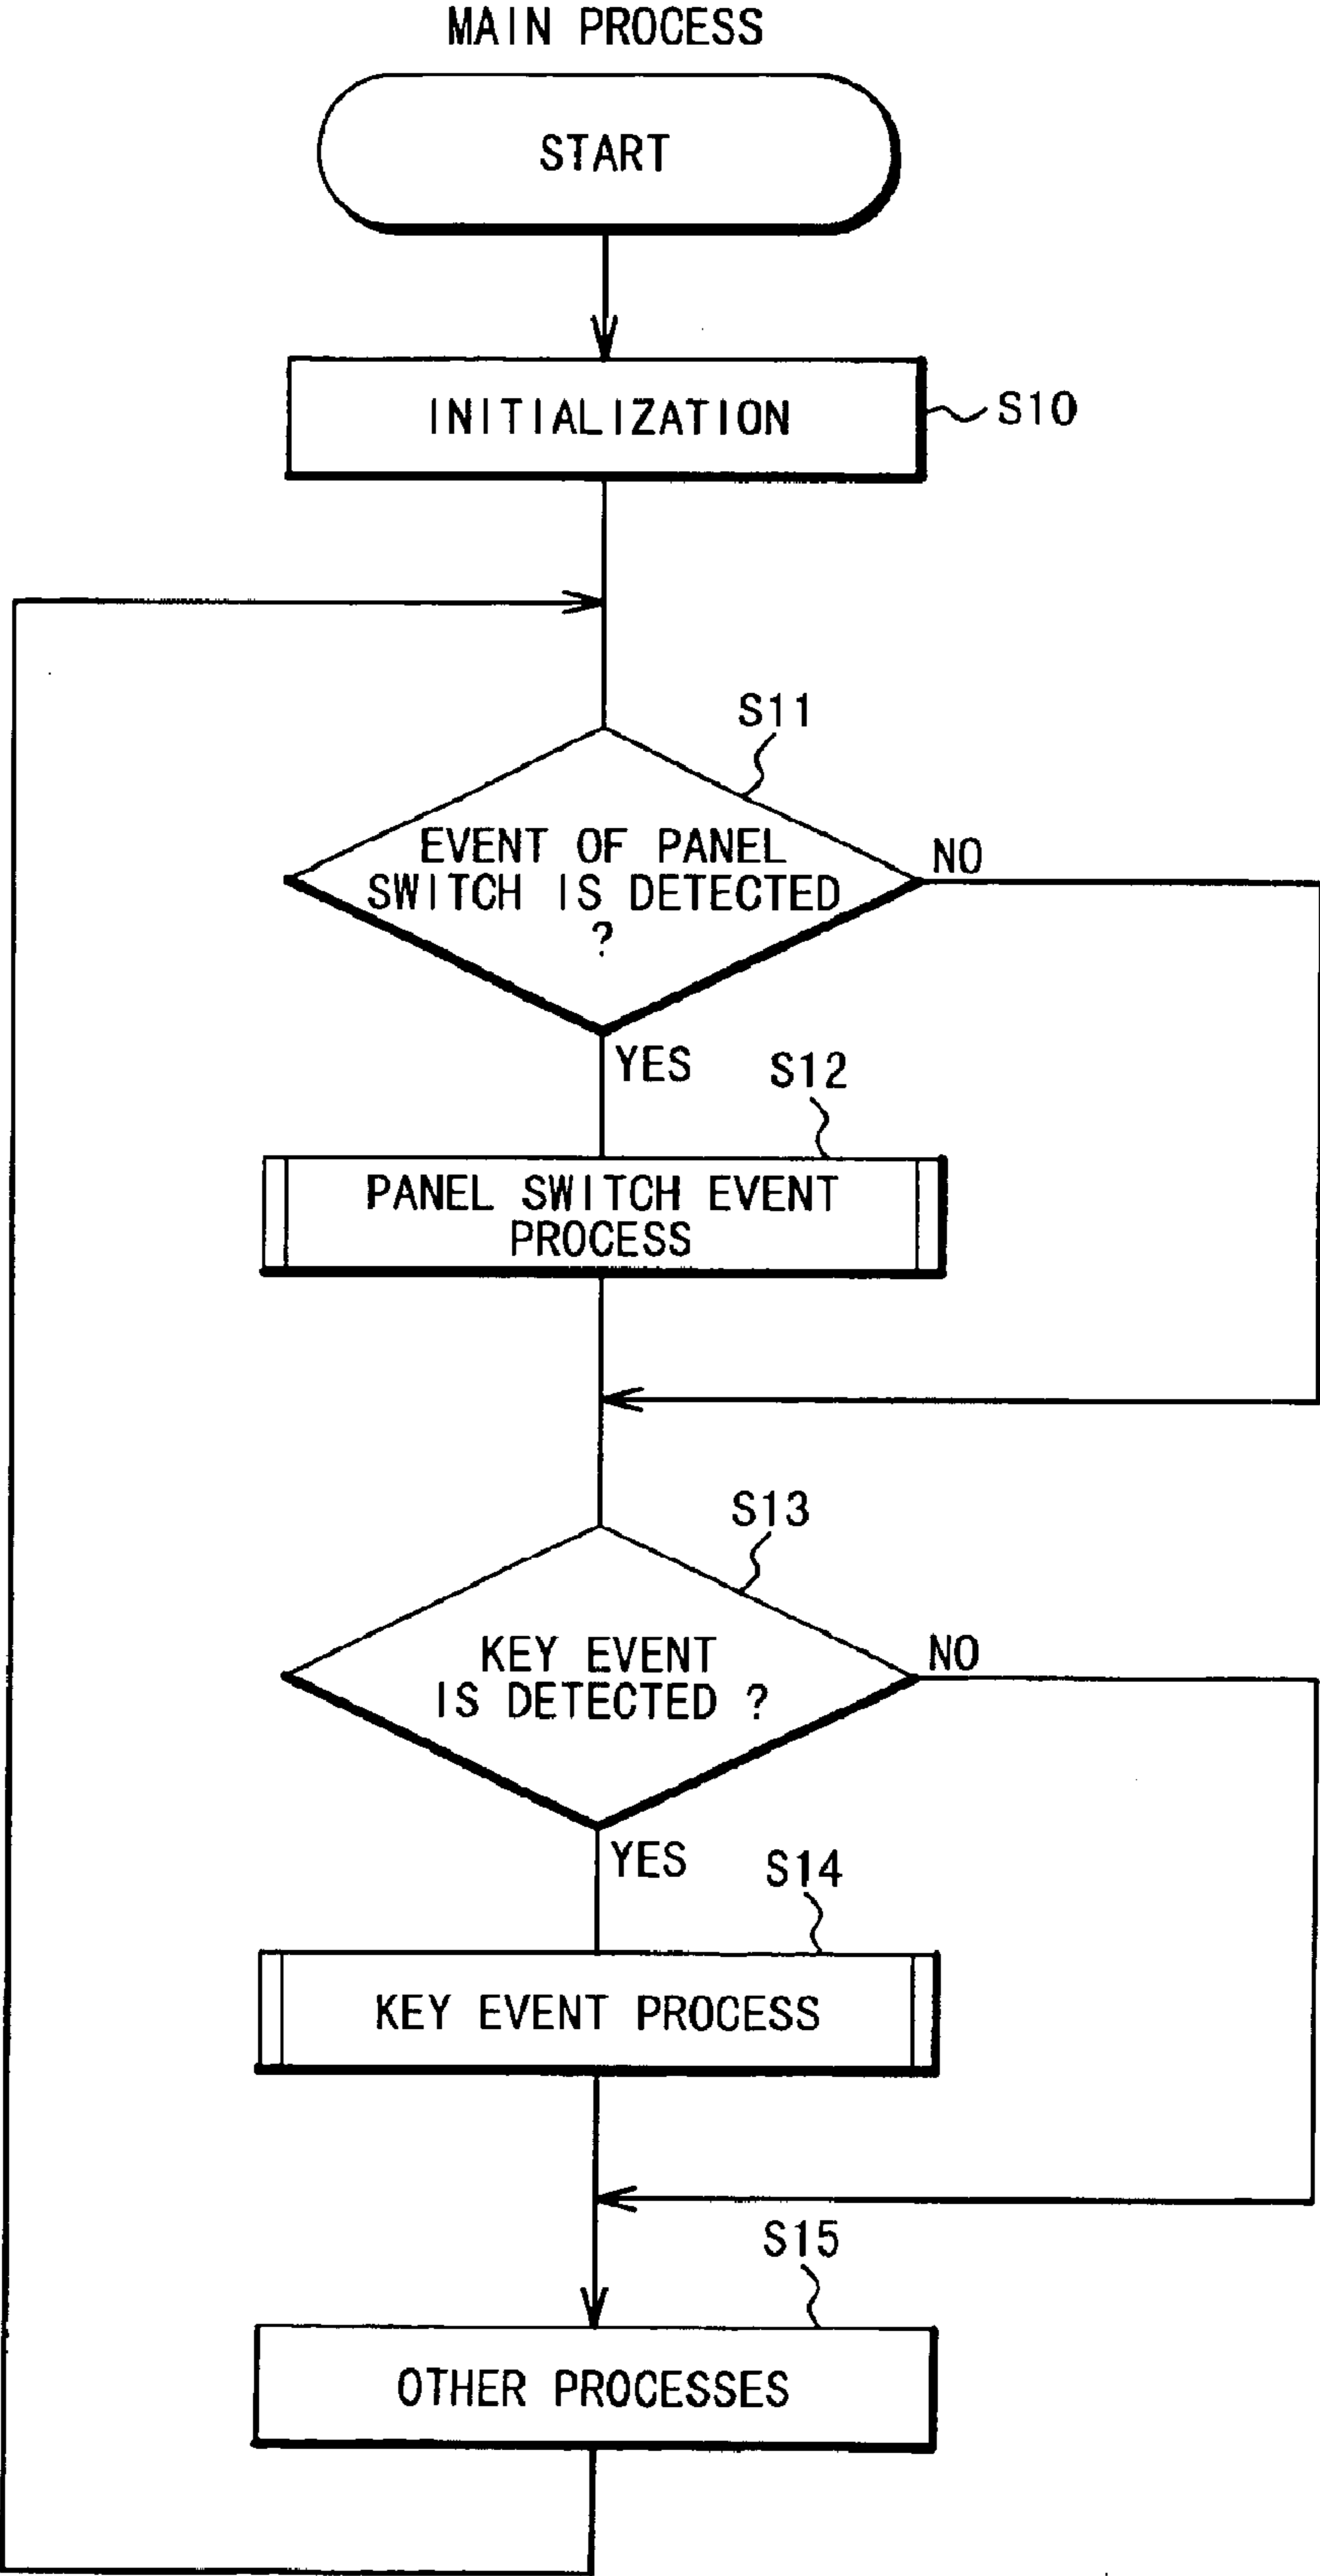 MAIN PROCESS
START
INITIALIZATION
S10
S11
EVENT OF PANEL
SWITCH IS DETECTED
?
NO
YES
S12
PANEL SWITCH EVENT
PROCESS
S13
KEY EVENT
IS DETECTED ?
NO
YES
S14
KEY EVENT PROCESS
S15
OTHER PROCESSES